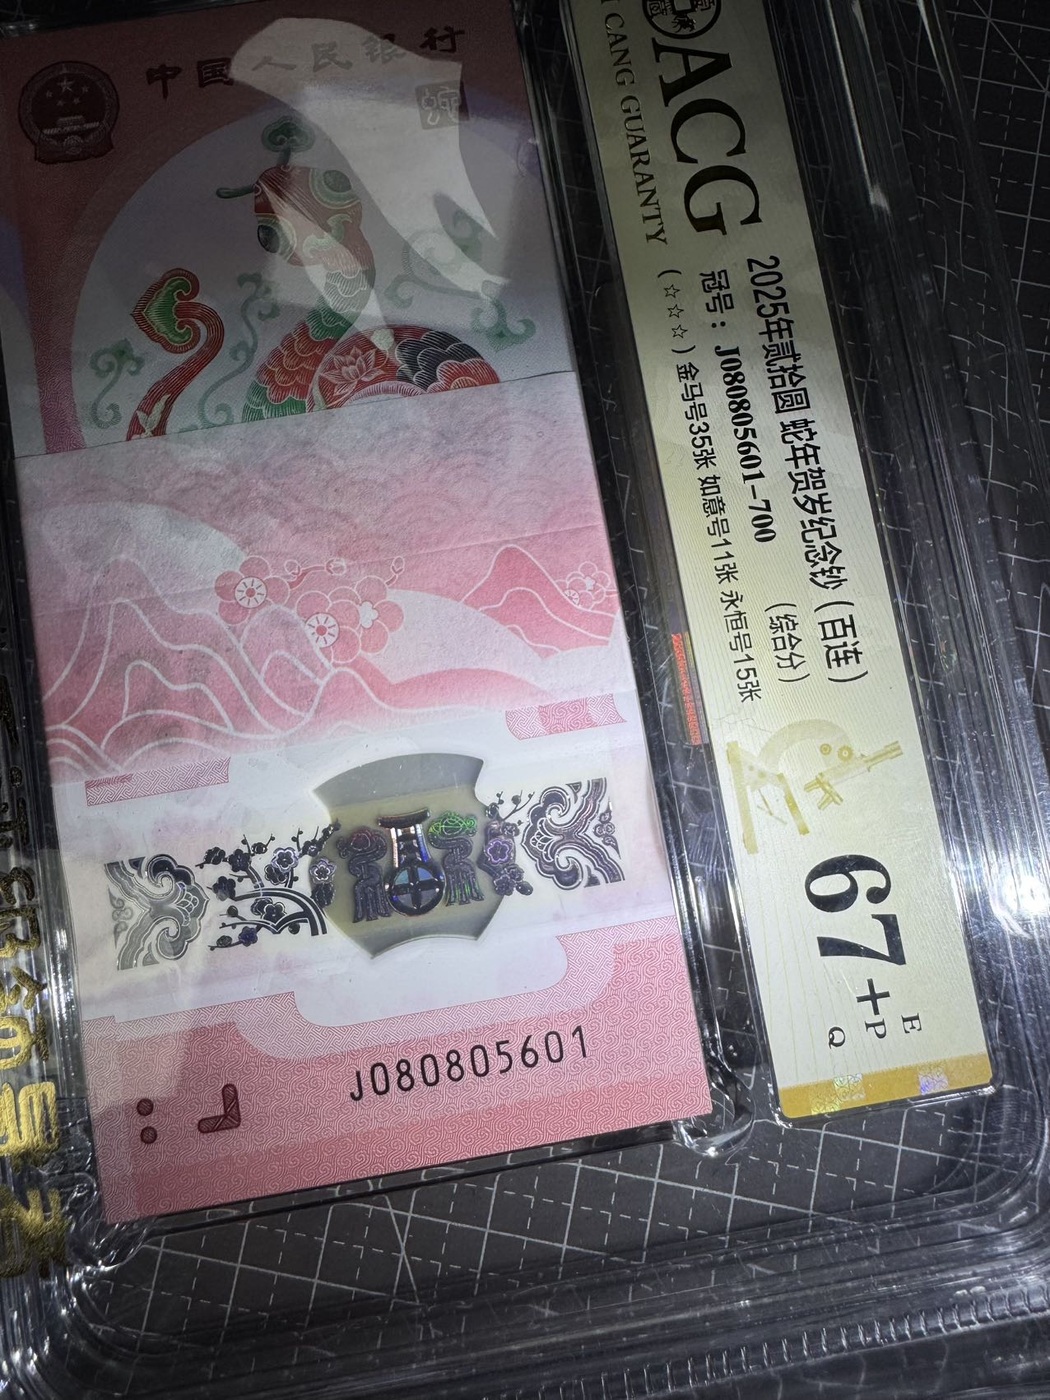 中国人民银行
J080805601
ACG
CANG GUARANTY
2025年贰拾圆 蛇年贺岁纪念钞 (百连)
冠号：J080805601-700 (综合分)
(☆☆☆) 金马号35张 如意号11张 永恒号15张
67+
E
P
Q